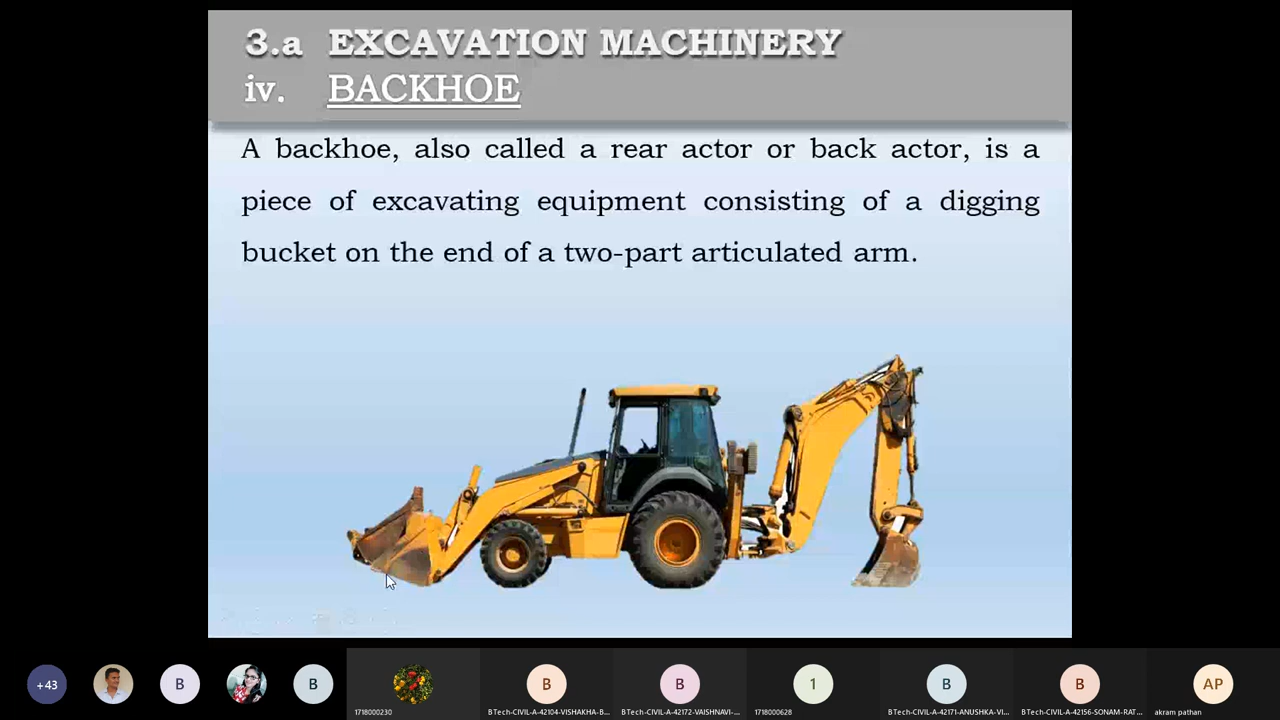 3.a EXCAVATION MACHINERY
iv. BACKHOE
A backhoe, also called a rear actor or back actor, is a
piece of excavating equipment consisting of a digging
bucket on the end of a two-part articulated arm.
+43
B
B
B
B
1
B
B
AP
1718000230
BTech-CIVIL-A-42104-VISHAKHA-B...
BTech-CIVIL-A-42172-VAISHNAVI-...
1718000628
BTech-CIVIL-A-42171-ANUSHKA-VI...
BTech-CIVIL-A-42156-SONAM-RAT...
akram pathan